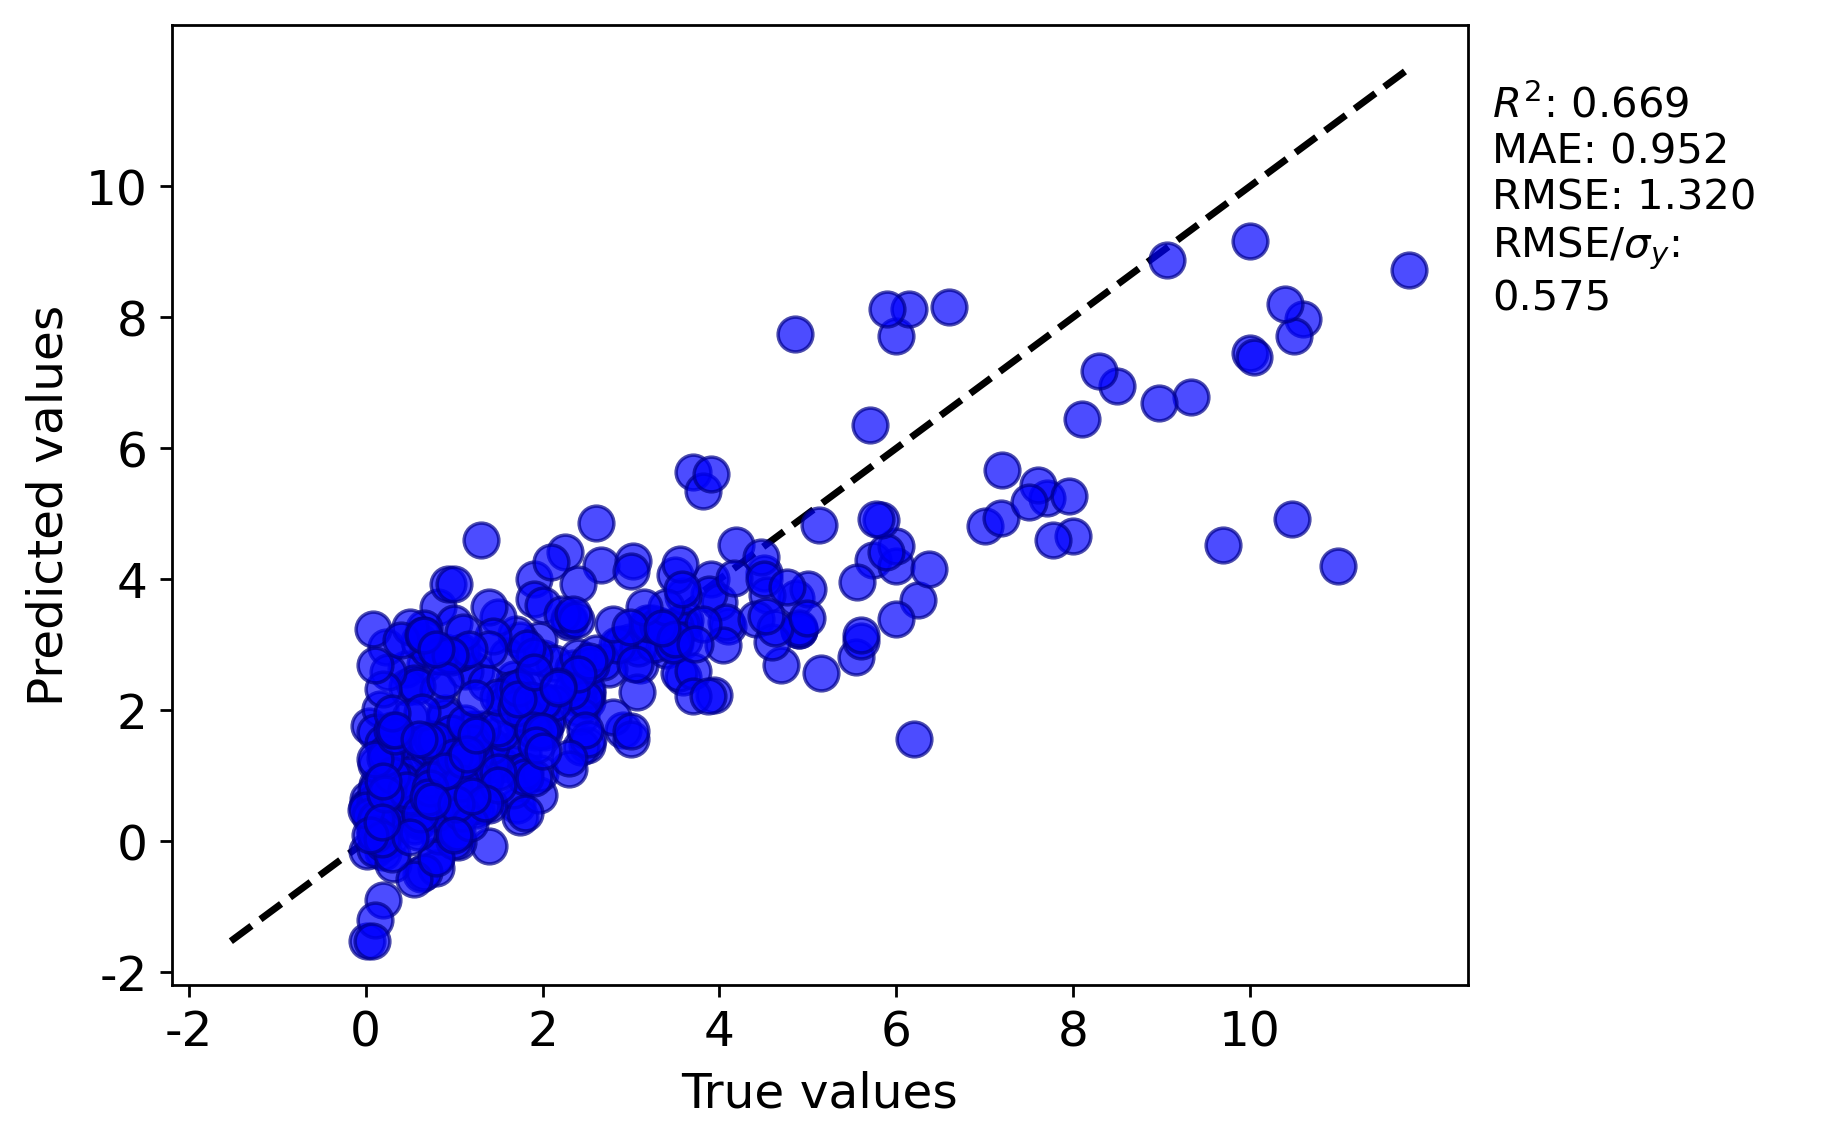 R²: 0.669
MAE: 0.952
RMSE: 1.320
RMSE/σy:
0.575
10
8
6
4
2
0
-2
Predicted values
-2 0 2 4 6 8 10
True values